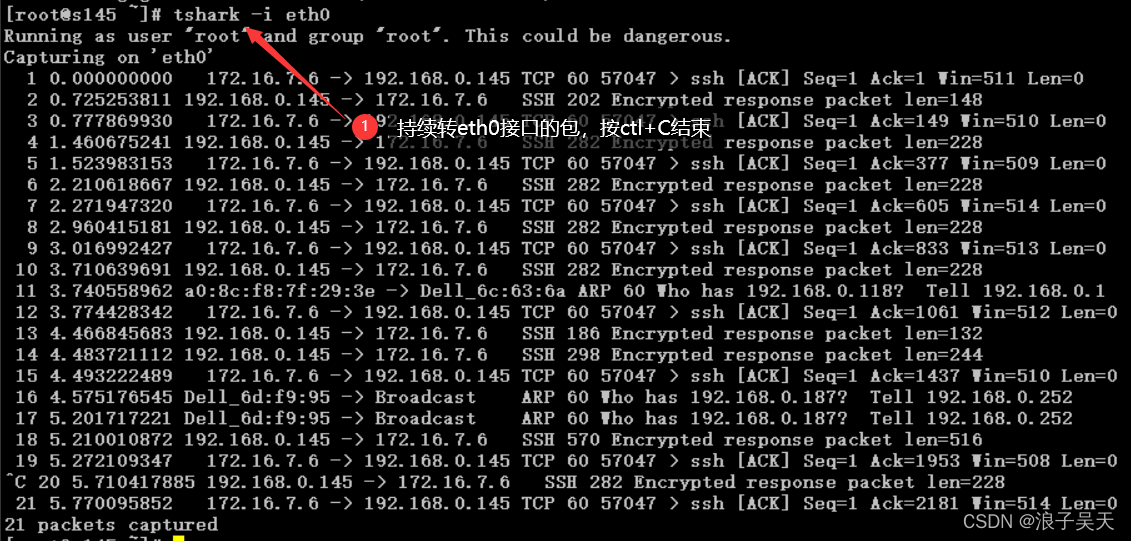 [root@s145 ~]# tshark -i eth0
Running as user "root" and group "root". This could be dangerous.
Capturing on 'eth0'
1 0.000000000 172.16.7.6 -> 192.168.0.145 TCP 60 57047 > ssh [ACK] Seq=1 Ack=1 Win=511 Len=0
2 0.725253811 192.168.0.145 -> 172.16.7.6 SSH 202 Encrypted response packet len=148
3 0.777869930 172.16.7.6 -> 192.168.0.145 TCP 60 57047 > ssh [ACK] Seq=1 Ack=149 Win=510 Len=0
1 持续转eth0接口的包，按ctl+C结束
4 1.460675241 192.168.0.145 -> 172.16.7.6 SSH 282 Encrypted response packet len=228
5 1.523983153 172.16.7.6 -> 192.168.0.145 TCP 60 57047 > ssh [ACK] Seq=1 Ack=377 Win=509 Len=0
6 2.210618667 192.168.0.145 -> 172.16.7.6 SSH 282 Encrypted response packet len=228
7 2.271947320 172.16.7.6 -> 192.168.0.145 TCP 60 57047 > ssh [ACK] Seq=1 Ack=605 Win=514 Len=0
8 2.960415181 192.168.0.145 -> 172.16.7.6 SSH 282 Encrypted response packet len=228
9 3.016992427 172.16.7.6 -> 192.168.0.145 TCP 60 57047 > ssh [ACK] Seq=1 Ack=833 Win=513 Len=0
10 3.710639691 192.168.0.145 -> 172.16.7.6 SSH 282 Encrypted response packet len=228
11 3.740558962 a0:8c:f8:7f:29:3e -> Dell_6c:63:6a ARP 60 Who has 192.168.0.118? Tell 192.168.0.1
12 3.774428342 172.16.7.6 -> 192.168.0.145 TCP 60 57047 > ssh [ACK] Seq=1 Ack=1061 Win=512 Len=0
13 4.466845683 192.168.0.145 -> 172.16.7.6 SSH 186 Encrypted response packet len=132
14 4.483721112 192.168.0.145 -> 172.16.7.6 SSH 298 Encrypted response packet len=244
15 4.493222489 172.16.7.6 -> 192.168.0.145 TCP 60 57047 > ssh [ACK] Seq=1 Ack=1437 Win=510 Len=0
16 4.575176545 Dell_6d:f9:95 -> Broadcast ARP 60 Who has 192.168.0.187? Tell 192.168.0.252
17 5.201717221 Dell_6d:f9:95 -> Broadcast ARP 60 Who has 192.168.0.187? Tell 192.168.0.252
18 5.210010872 192.168.0.145 -> 172.16.7.6 SSH 570 Encrypted response packet len=516
19 5.272109347 172.16.7.6 -> 192.168.0.145 TCP 60 57047 > ssh [ACK] Seq=1 Ack=1953 Win=508 Len=0
^C 20 5.710417885 192.168.0.145 -> 172.16.7.6 SSH 282 Encrypted response packet len=228
21 5.770095852 172.16.7.6 -> 192.168.0.145 TCP 60 57047 > ssh [ACK] Seq=1 Ack=2181 Win=514 Len=0
21 packets captured
CSDN @浪子吴天
[root@s145 ~]#